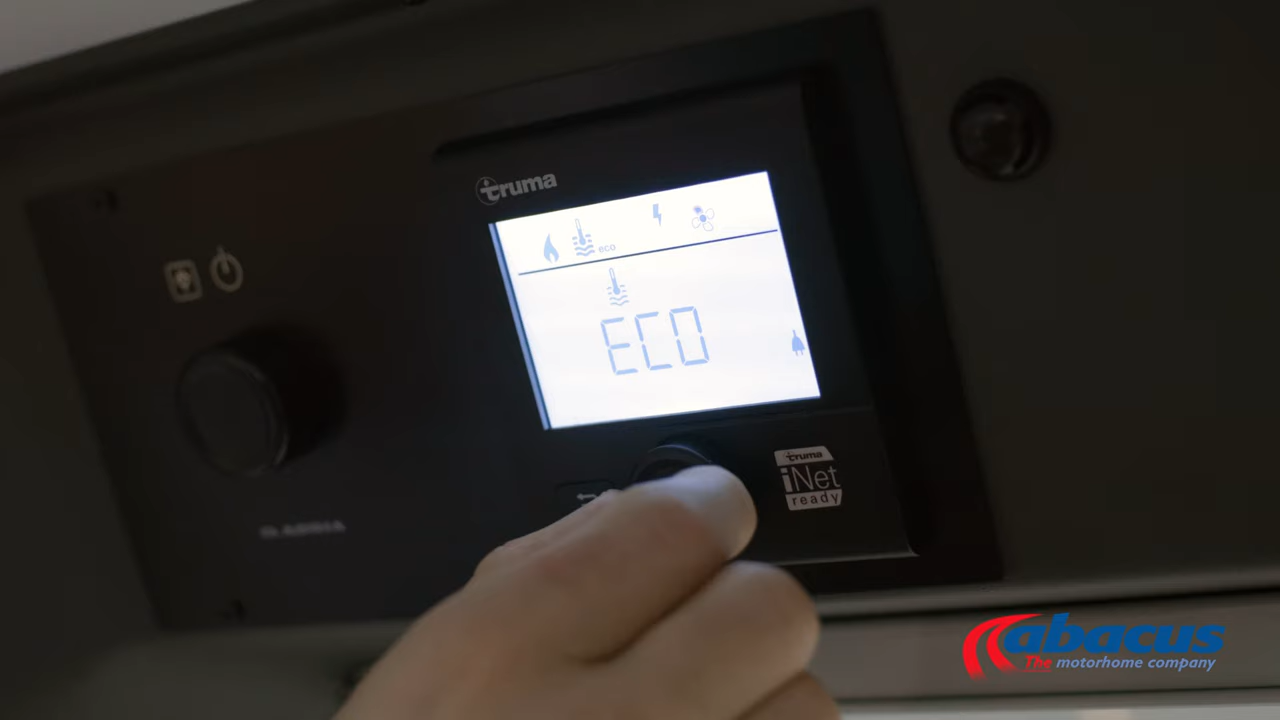 truma
eco
ECO
truma
iNet
ready
abacus
The motorhome company